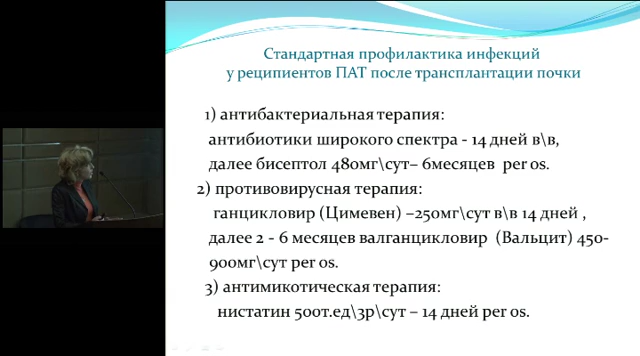 Стандартная профилактика инфекций
у реципиентов ПАТ после трансплантации почки
1) антибактериальная терапия:
антибиотики широкого спектра - 14 дней в\в,
далее бисептол 480мг\сут– 6месяцев per os.
2) противовирусная терапия:
ганцикловир (Цимевен) –250мг\сут в\в 14 дней ,
далее 2 - 6 месяцев валганцикловир (Вальцит) 450-
900мг\сут per os.
3) антимикотическая терапия:
нистатин 500т.ед\3р\сут – 14 дней per os.